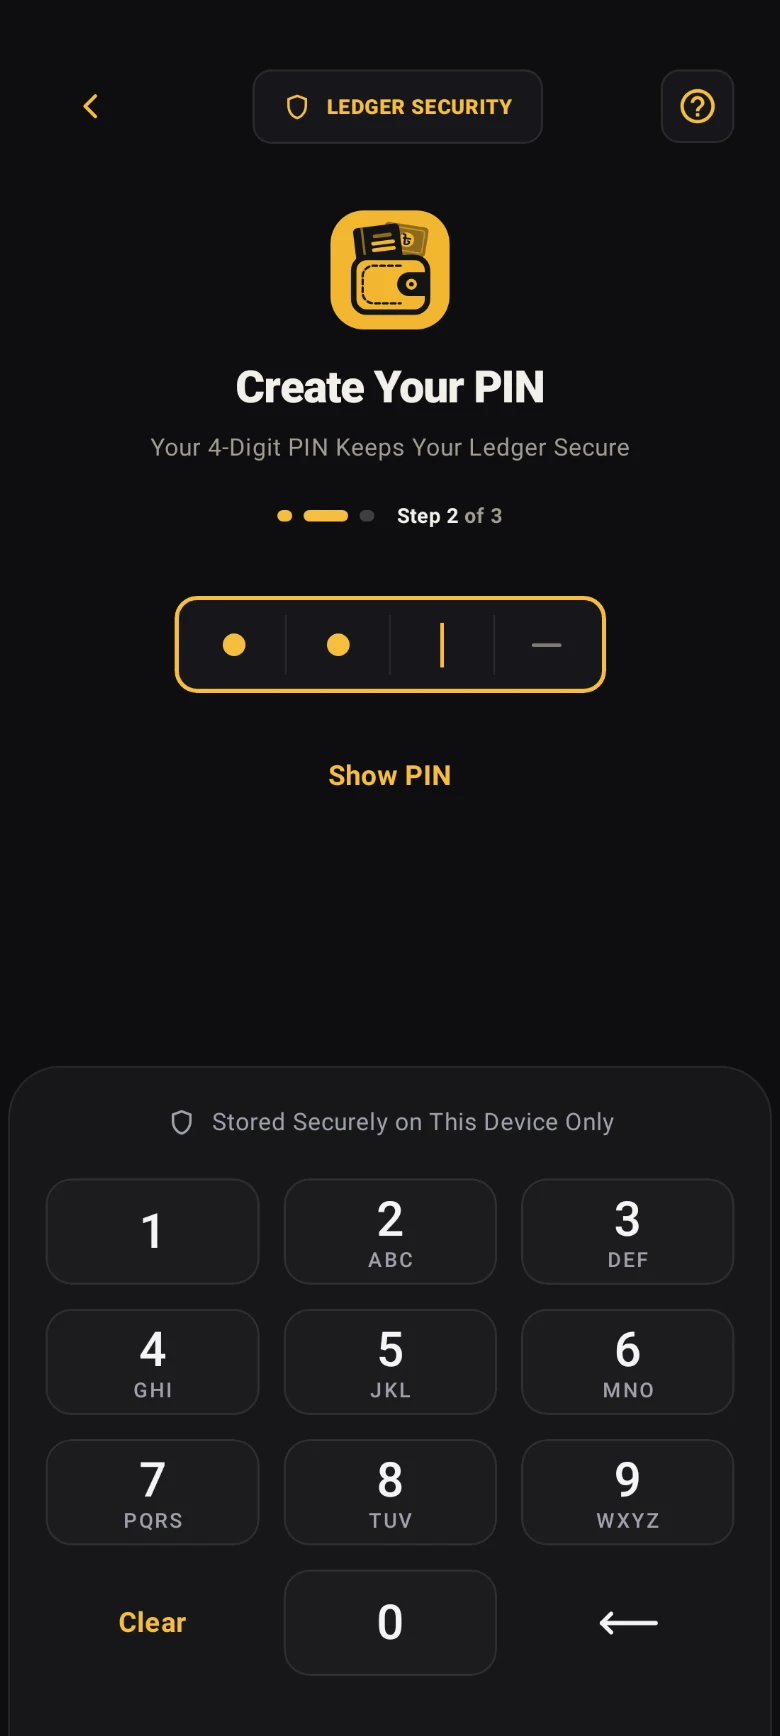 LEDGER SECURITY
Create Your PIN
Your 4-Digit PIN Keeps Your Ledger Secure
Step 2 of 3
Show PIN
Stored Securely on This Device Only
1
2
3
ABC
DEF
4
5
6
GHI
JKL
MNO
7
8
9
PQRS
TUV
WXYZ
Clear
0